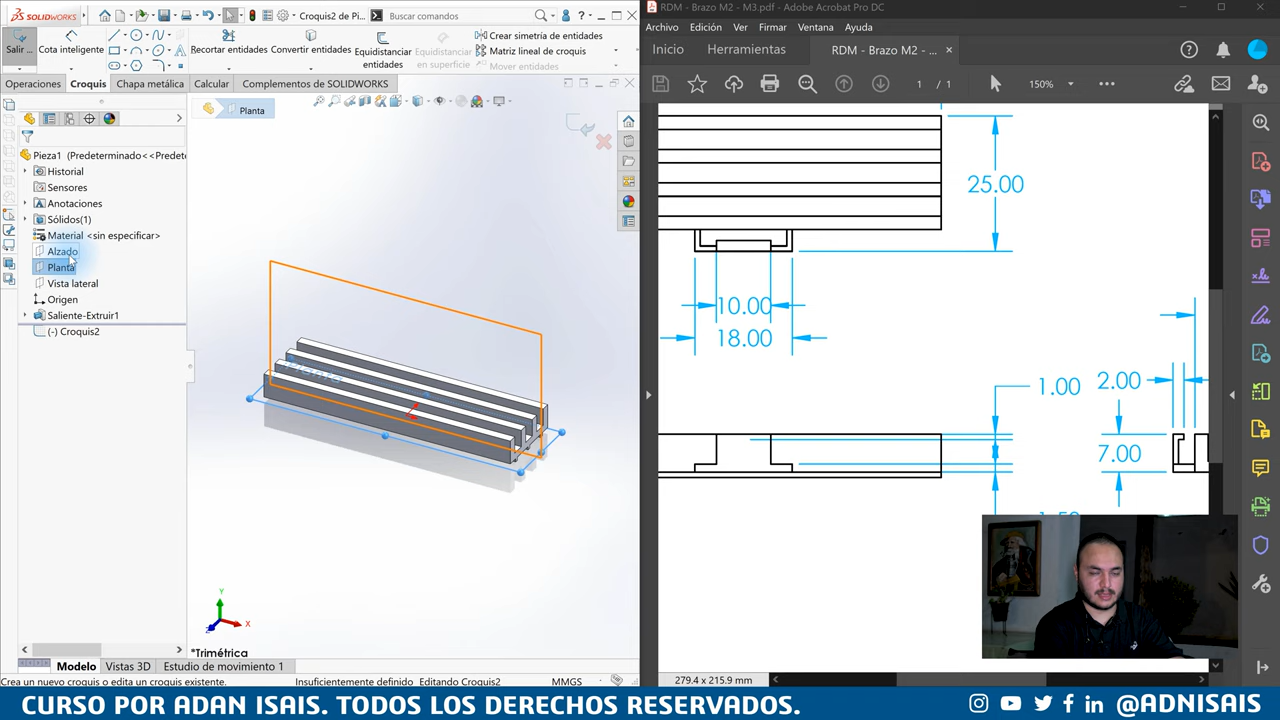 SOLIDWORKS
Croquis2 de Pi...
Buscar comandos
RDM - Brazo M2 - M3.pdf - Adobe Acrobat Pro DC
Archivo Edición Ver Firmar Ventana Ayuda
Inicio Herramientas RDM - Brazo M2 - ...
Salir ... Cota inteligente
Recortar entidades Convertir entidades Equidistanciar entidades Equidistanciar en superficie
Crear simetría de entidades
Matriz lineal de croquis
Mover entidades
Operaciones Croquis Chapa metálica Calcular Complementos de SOLIDWORKS
1 / 1 150%
Planta
Pieza1 (Predeterminado<<Predete
Historial
Sensores
Anotaciones
Sólidos(1)
Material <sin especificar>
Alzado
Planta
Vista lateral
Origen
Saliente-Extruir1
(-) Croquis2
Planta
25.00
10.00
18.00
1.00 2.00
7.00
1.50
Y
X
Z
*Trimétrica
Modelo Vistas 3D Estudio de movimiento 1
Crea un nuevo croquis o edita un croquis existente. Insuficientemente definido Editando Croquis2 MMGS
279.4 x 215.9 mm
CURSO POR ADAN ISAIS. TODOS LOS DERECHOS RESERVADOS. @ADNISAIS